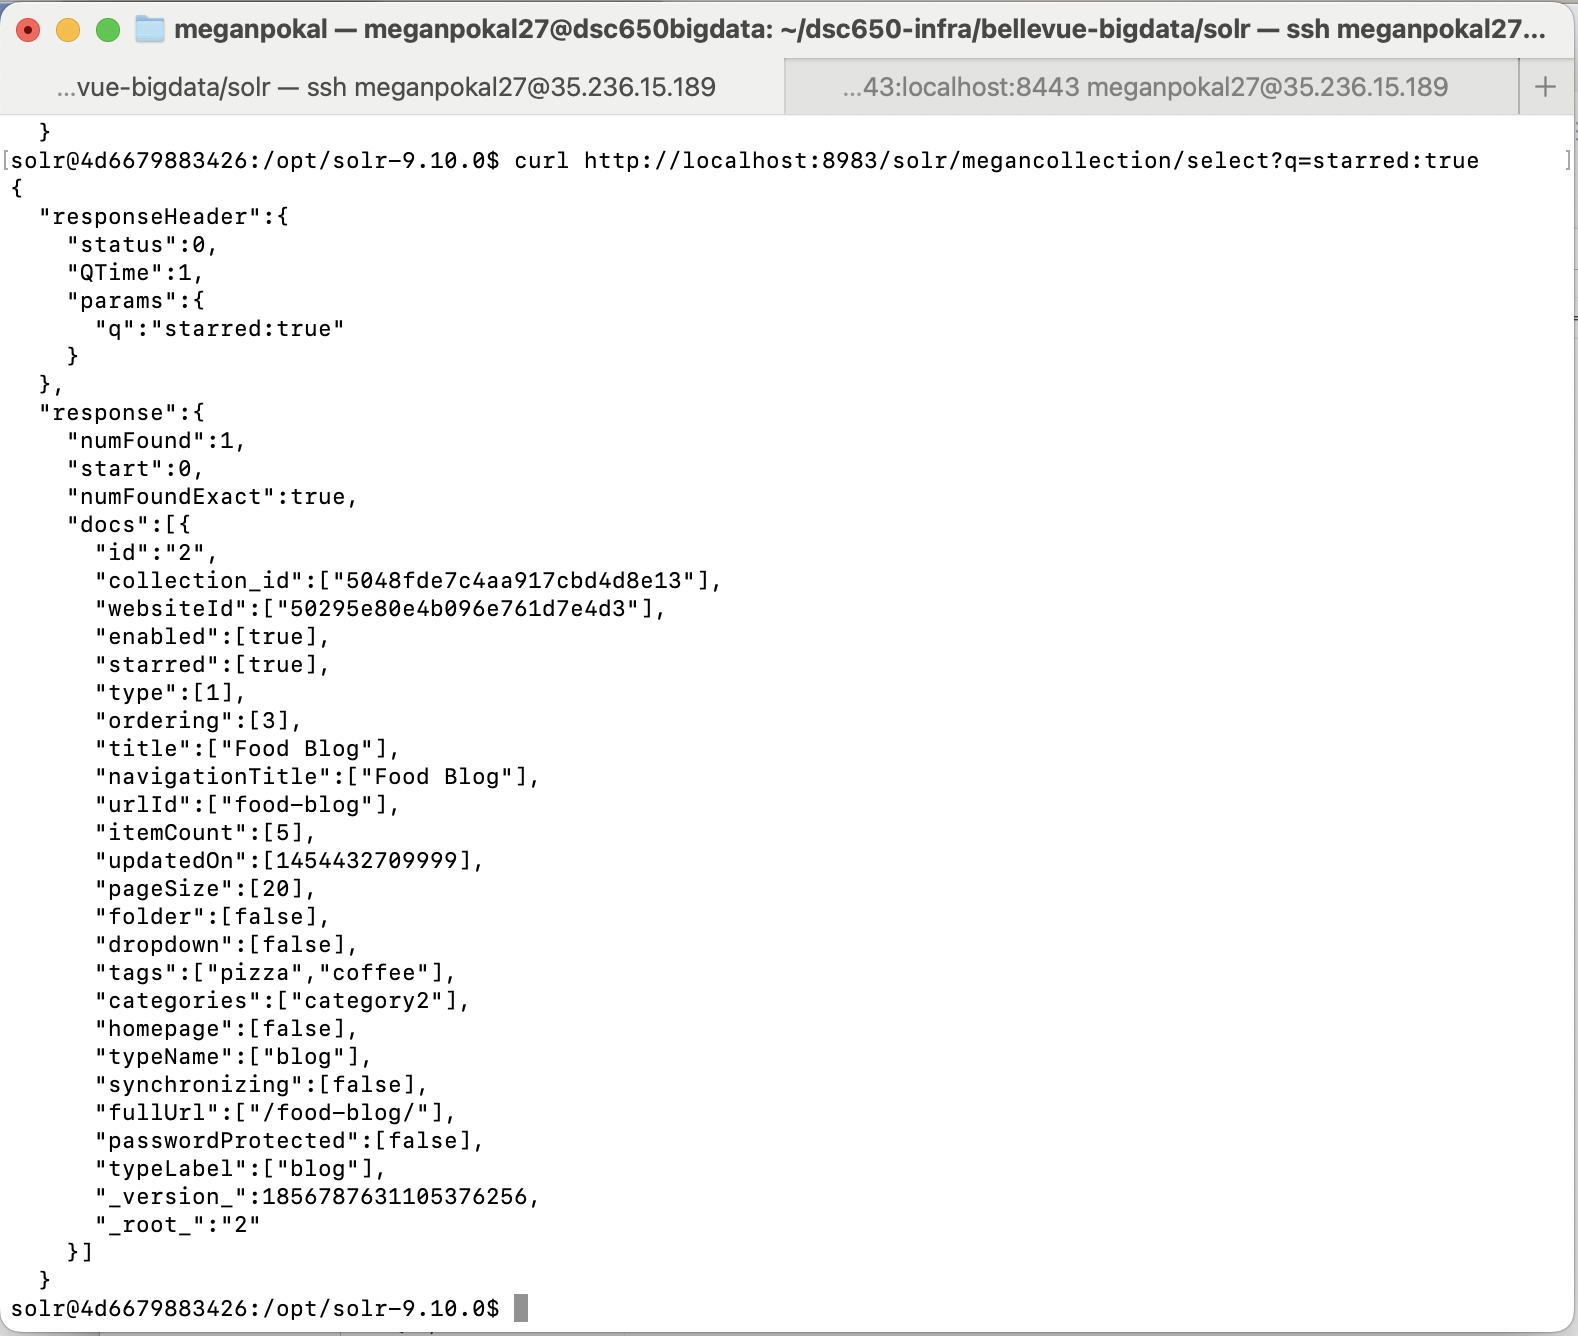 meganpokal — meganpokal27@dsc650bigdata: ~/dsc650-infra/bellevue-bigdata/solr — ssh meganpokal27...
...vue-bigdata/solr — ssh meganpokal27@35.236.15.189
...43:localhost:8443 meganpokal27@35.236.15.189
+
  }
[solr@4d6679883426:/opt/solr-9.10.0$ curl http://localhost:8983/solr/megancollection/select?q=starred:true ]
{
  "responseHeader":{
    "status":0,
    "QTime":1,
    "params":{
      "q":"starred:true"
    }
  },
  "response":{
    "numFound":1,
    "start":0,
    "numFoundExact":true,
    "docs":[{
      "id":"2",
      "collection_id":["5048fde7c4aa917cbd4d8e13"],
      "websiteId":["50295e80e4b096e761d7e4d3"],
      "enabled":[true],
      "starred":[true],
      "type":[1],
      "ordering":[3],
      "title":["Food Blog"],
      "navigationTitle":["Food Blog"],
      "urlId":["food-blog"],
      "itemCount":[5],
      "updatedOn":[1454432709999],
      "pageSize":[20],
      "folder":[false],
      "dropdown":[false],
      "tags":["pizza","coffee"],
      "categories":["category2"],
      "homepage":[false],
      "typeName":["blog"],
      "synchronizing":[false],
      "fullUrl":["/food-blog/"],
      "passwordProtected":[false],
      "typeLabel":["blog"],
      "_version_":1856787631105376256,
      "_root_":"2"
    }]
  }
solr@4d6679883426:/opt/solr-9.10.0$